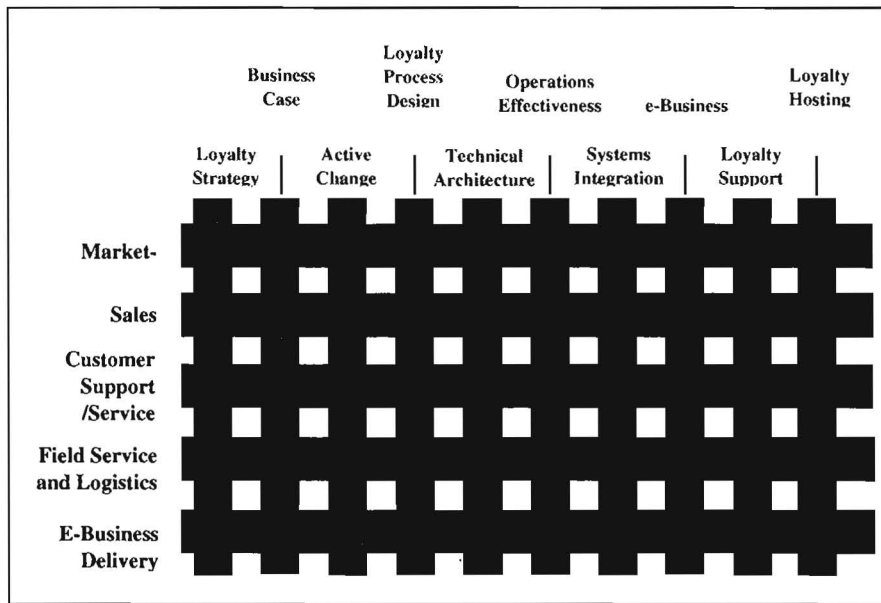 Business
Case
Loyalty
Process
Design
Operations
Effectiveness
e-Business
Loyalty
Hosting
Loyalty
Strategy
Active
Change
Technical
Architecture
Systems
Integration
Loyalty
Support
Market-
Sales
Customer
Support
/Service
Field Service
and Logistics
E-Business
Delivery